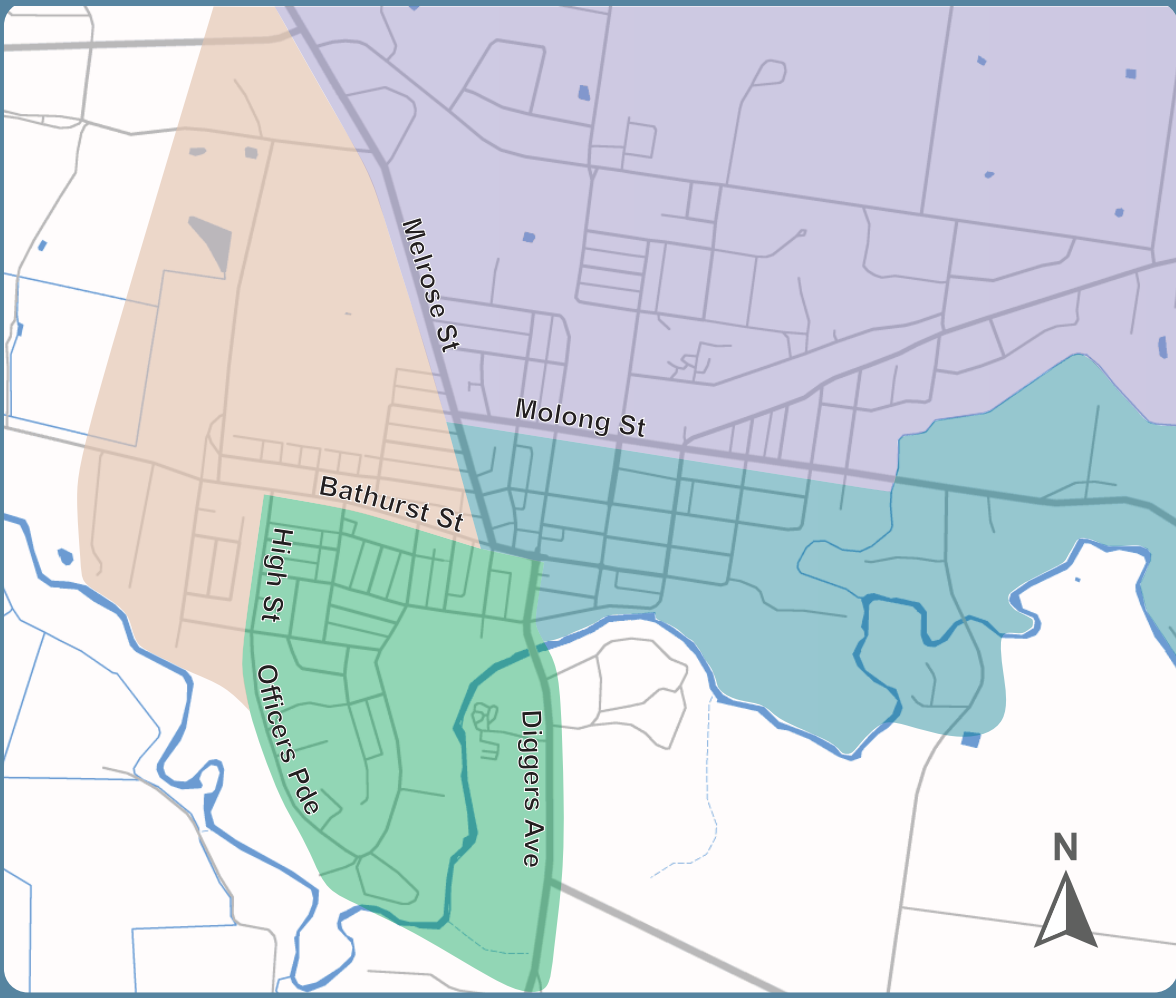 Melrose St
Molong St
Bathurst St
High St
Officers Pde
Diggers Ave
N